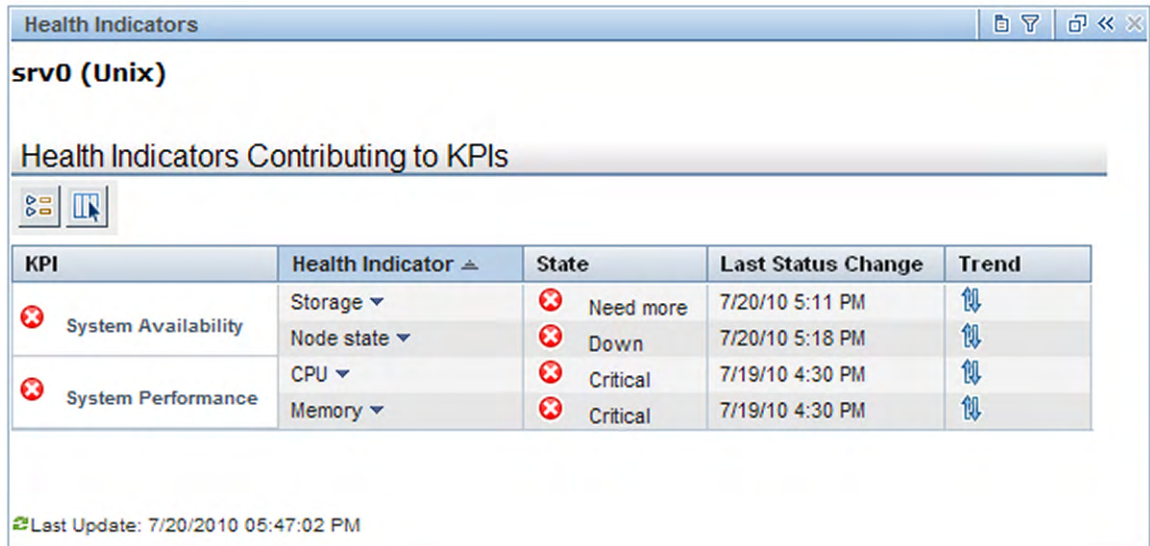 Health Indicators
srv0 (Unix)
Health Indicators Contributing to KPIs
KPI Health Indicator State Last Status Change Trend
System Availability Storage Need more 7/20/10 5:11 PM
Node state Down 7/20/10 5:18 PM
System Performance CPU Critical 7/19/10 4:30 PM
Memory Critical 7/19/10 4:30 PM
Last Update: 7/20/2010 05:47:02 PM